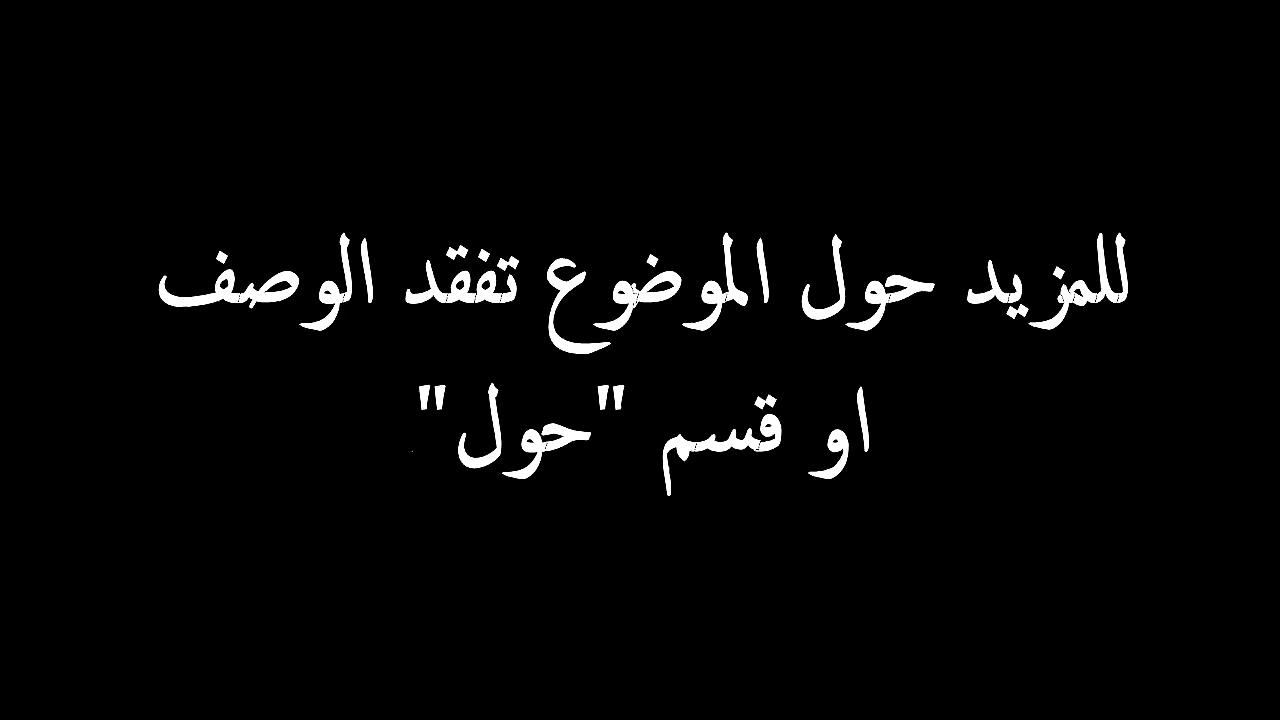 للمزيد حول الموضوع تفقد الوصف
او قسم "حول"